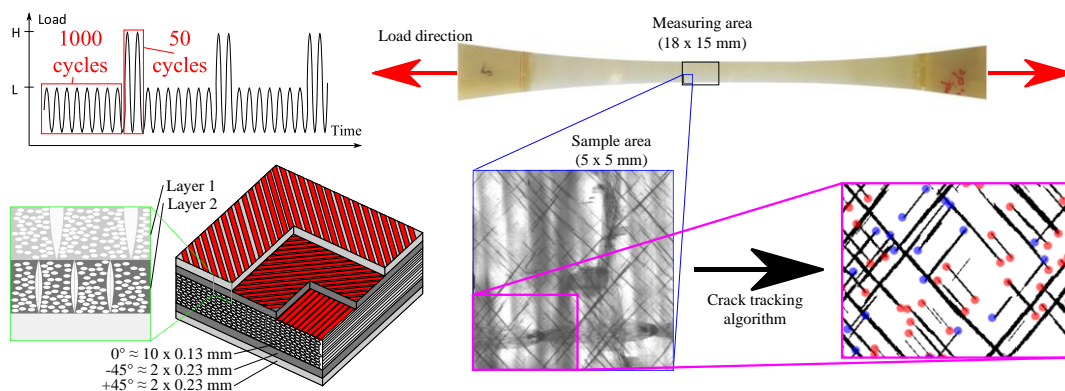 Load
H
1000
cycles
50
cycles
L
Time
Load direction
Measuring area
(18 x 15 mm)
Sample area
(5 x 5 mm)
Layer 1
Layer 2
0° ≈ 10 x 0.13 mm
-45° ≈ 2 x 0.23 mm
+45° ≈ 2 x 0.23 mm
Crack tracking
algorithm